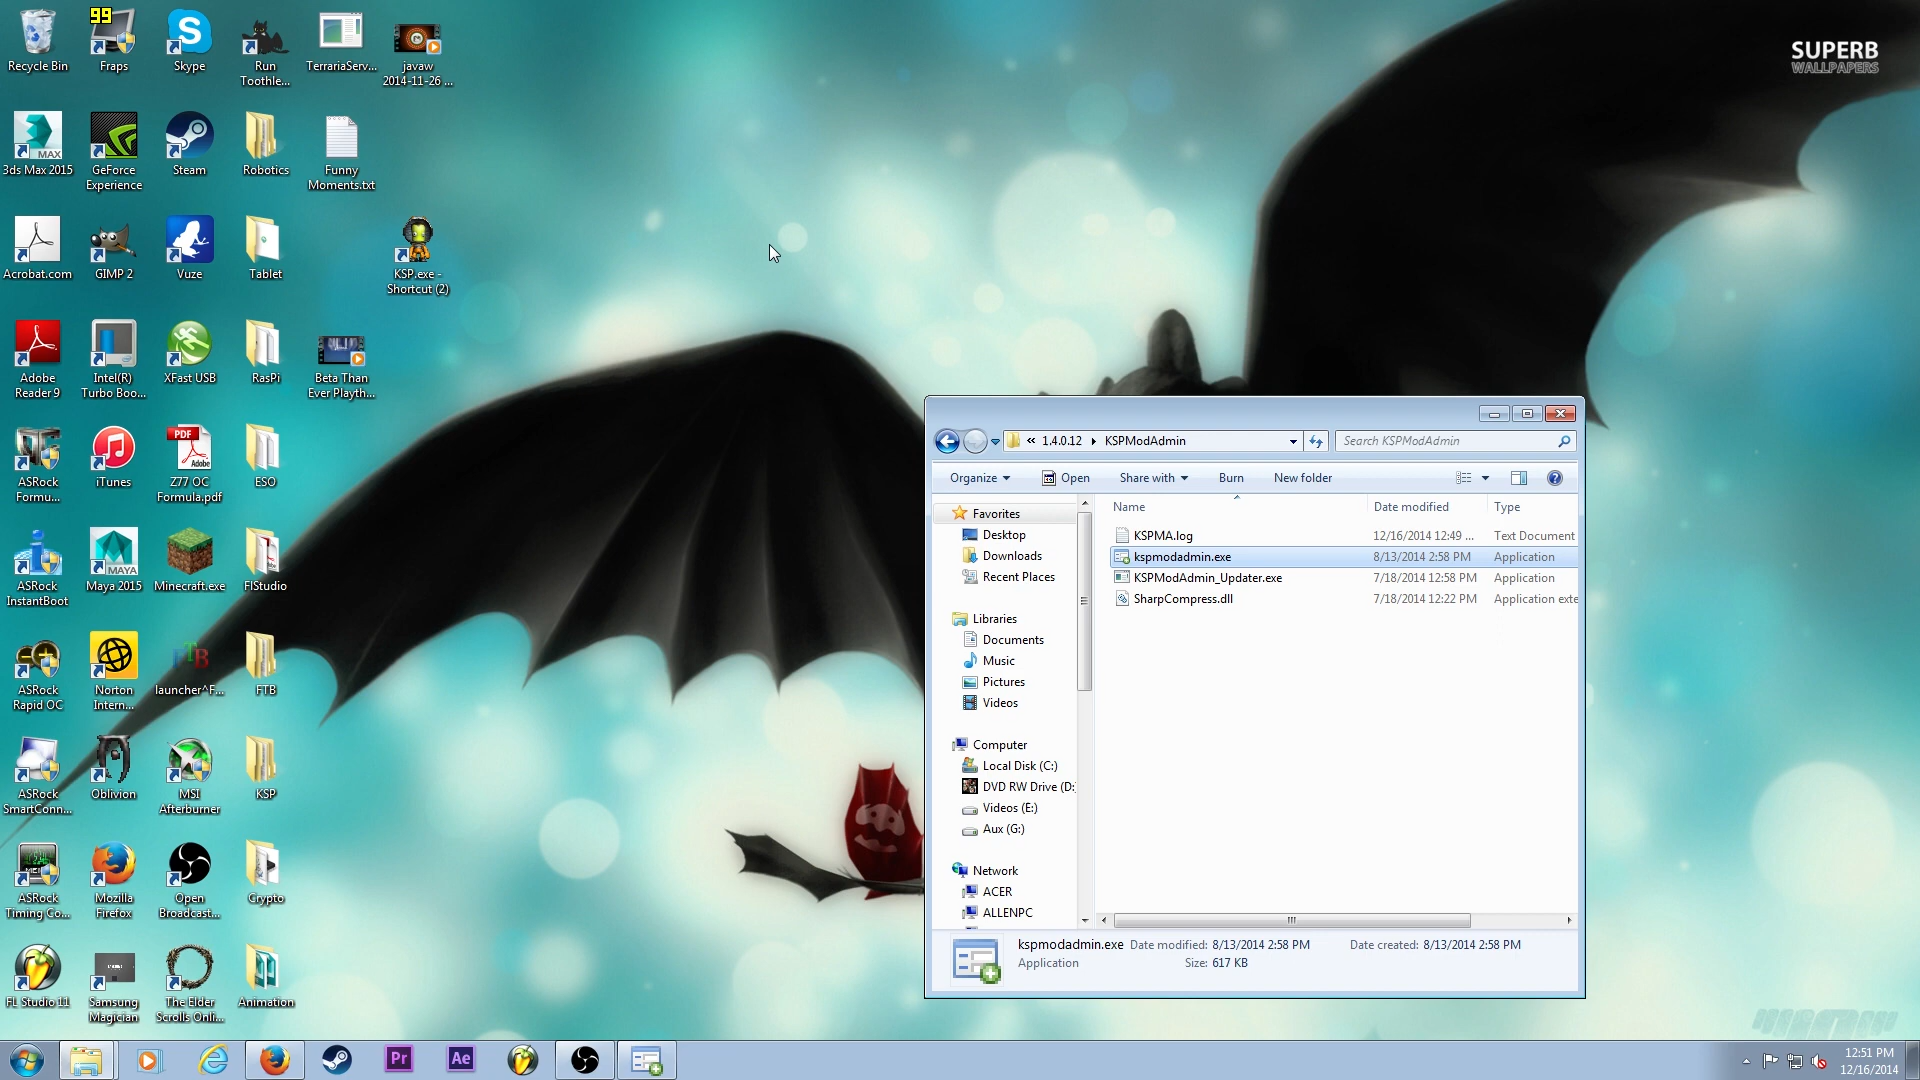 99
Recycle Bin
Fraps
Skype
Run
Toothle...
TerrariaServ...
javaw
2014-11-26 ...
SUPERB
WALLPAPERS
MAX
3ds Max 2015
GeForce
Experience
Steam
Robotics
Funny
Moments.txt
Acrobat.com
GIMP 2
Vuze
Tablet
KSP.exe -
Shortcut (2)
Adobe
Reader 9
Intel(R)
Turbo Boo...
XFast USB
RasPi
Beta Than
Ever Playth...
ASRock
Formu...
iTunes
PDF
Adobe
Z77 OC
Formula.pdf
ESO
ASRock
InstantBoot
MAYA
Maya 2015
Minecraft.exe
FlStudio
ASRock
Rapid OC
Norton
Intern...
FTB
launcher^F...
FTB
ASRock
SmartConn...
Oblivion
MSI
Afterburner
KSP
ASRock
Timing Co...
Mozilla
Firefox
Open
Broadcast...
Crypto
FL Studio 11
Samsung
Magician
The Elder
Scrolls Onli...
Animation
« 1.4.0.12 KSPModAdmin
Search KSPModAdmin
Organize Open Share with Burn New folder
Name Date modified Type
KSPMA.log 12/16/2014 12:49 ... Text Document
kspmodadmin.exe 8/13/2014 2:58 PM Application
KSPModAdmin_Updater.exe 7/18/2014 12:58 PM Application
SharpCompress.dll 7/18/2014 12:22 PM Application exte
Favorites
Desktop
Downloads
Recent Places
Libraries
Documents
Music
Pictures
Videos
Computer
Local Disk (C:)
DVD RW Drive (D:
Videos (E:)
Aux (G:)
Network
ACER
ALLENPC
kspmodadmin.exe Date modified: 8/13/2014 2:58 PM Date created: 8/13/2014 2:58 PM
Application Size: 617 KB
Pr
Ae
12:51 PM
12/16/2014